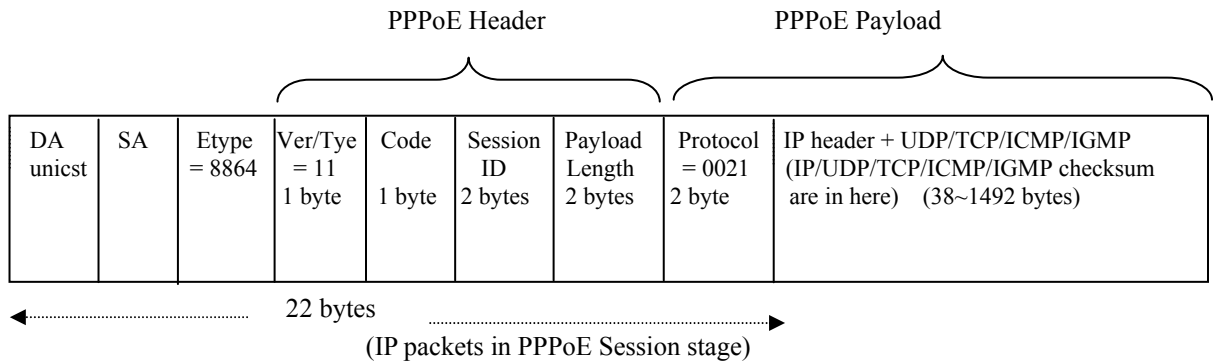 PPPoE Header
PPPoE Payload
DA
unicst
SA
Etype
= 8864
Ver/Tye
= 11
1 byte
Code
1 byte
Session
ID
2 bytes
Payload
Length
2 bytes
Protocol
= 0021
2 byte
IP header + UDP/TCP/ICMP/IGMP
(IP/UDP/TCP/ICMP/IGMP checksum
are in here) (38~1492 bytes)
22 bytes
(IP packets in PPPoE Session stage)